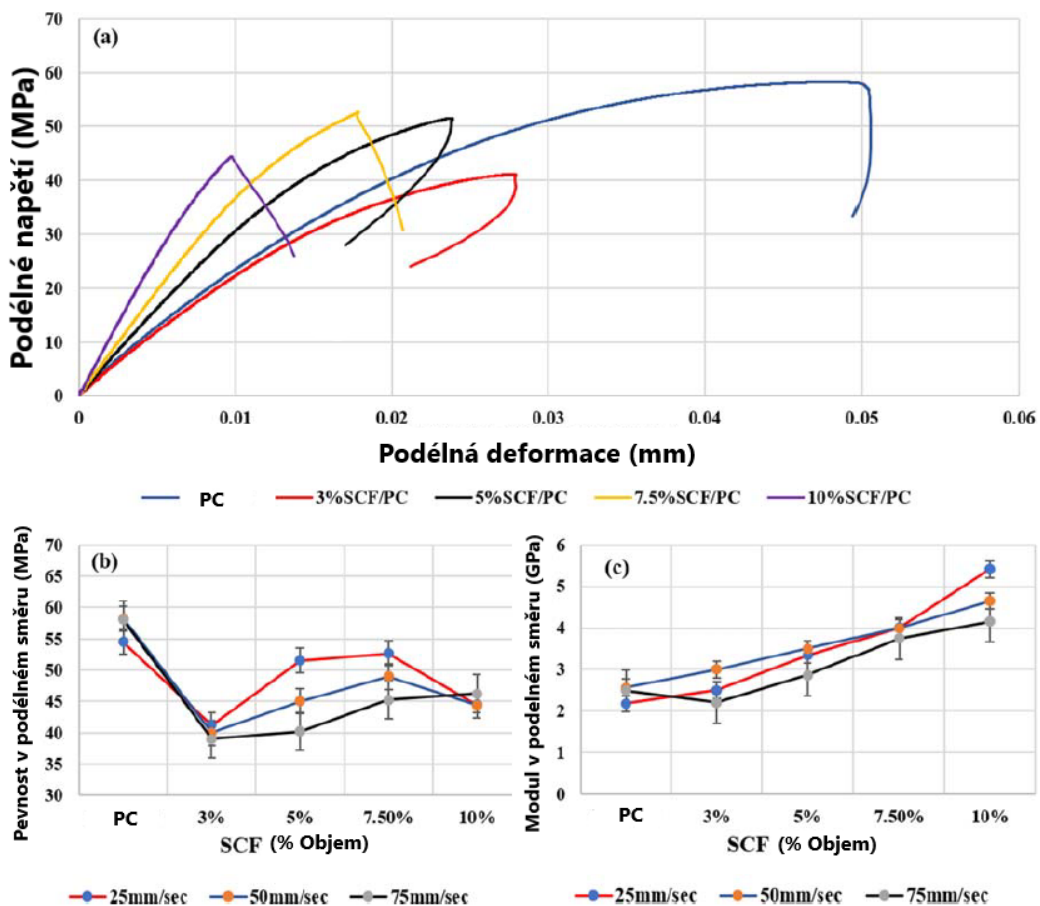 (a)
Podélné napětí (MPa)
70
60
50
40
30
20
10
0
0
0.01
0.02
0.03
0.04
0.05
0.06
Podélná deformace (mm)
PC
3%SCF/PC
5%SCF/PC
7.5%SCF/PC
10%SCF/PC
(b)
Pevnost v podélném směru (MPa)
70
65
60
55
50
45
40
35
30
PC
3%
5%
7.50%
10%
SCF (% Objem)
25mm/sec
50mm/sec
75mm/sec
(c)
Modul v podelném směru (GPa)
6
5
4
3
2
1
0
PC
3%
5%
7.50%
10%
SCF (% Objem)
25mm/sec
50mm/sec
75mm/sec